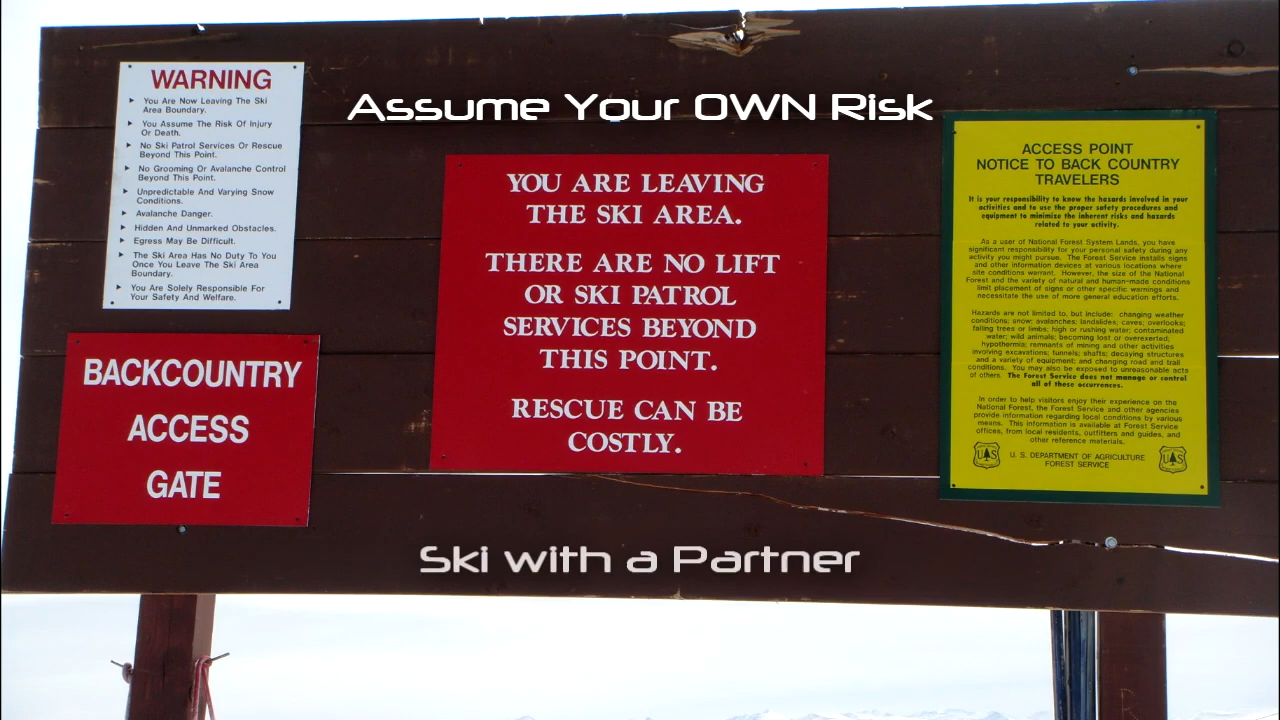 Assume Your OWN Risk
WARNING
You Are Now Leaving The Ski
Area Boundary.
You Assume The Risk Of Injury
Or Death.
No Ski Patrol Services Or Rescue
Beyond This Point.
No Grooming Or Avalanche Control
Beyond This Point.
Unpredictable And Varying Snow
Conditions.
Avalanche Danger.
Hidden And Unmarked Obstacles.
Egress May Be Difficult.
The Ski Area Has No Duty To You
Once You Leave The Ski Area
Boundary.
You Are Solely Responsible For
Your Safety And Welfare.
BACKCOUNTRY
ACCESS
GATE
YOU ARE LEAVING
THE SKI AREA.
THERE ARE NO LIFT
OR SKI PATROL
SERVICES BEYOND
THIS POINT.
RESCUE CAN BE
COSTLY.
ACCESS POINT
NOTICE TO BACK COUNTRY
TRAVELERS
It is your responsibility to know the hazards involved in your
activities and to use the proper safety procedures and
equipment to minimize the inherent risks and hazards
related to your activity.
As a user of National Forest System Lands, you have
significant responsibility for your personal safety during any
activity you might pursue. The Forest Service installs signs
and other information devices at various locations where
site conditions warrant. However, the size of the National
Forest and the variety of natural and human-made conditions
limit placement of signs or other specific warnings and
necessitate the use of more general education efforts.
Hazards are not limited to, but include: changing weather
conditions; snow; avalanches; landslides; caves; overlooks;
falling trees or limbs; high or rushing water; contaminated
water; wild animals; becoming lost or overexerted;
hypothermia; remnants of mining and other activities
involving excavations; tunnels; shafts; decaying structures
and a variety of equipment; and changing road and trail
conditions. You may also be exposed to unreasonable acts
of others. The Forest Service does not manage or control
all of these occurrences.
In order to help visitors enjoy their experience on the
National Forest, the Forest Service and other agencies
provide information regarding local conditions by various
means. This information is available at Forest Service
offices, from local residents, outfitters and guides, and
other reference materials.
U. S. DEPARTMENT OF AGRICULTURE
FOREST SERVICE
UAS
UAS
Ski with a Partner